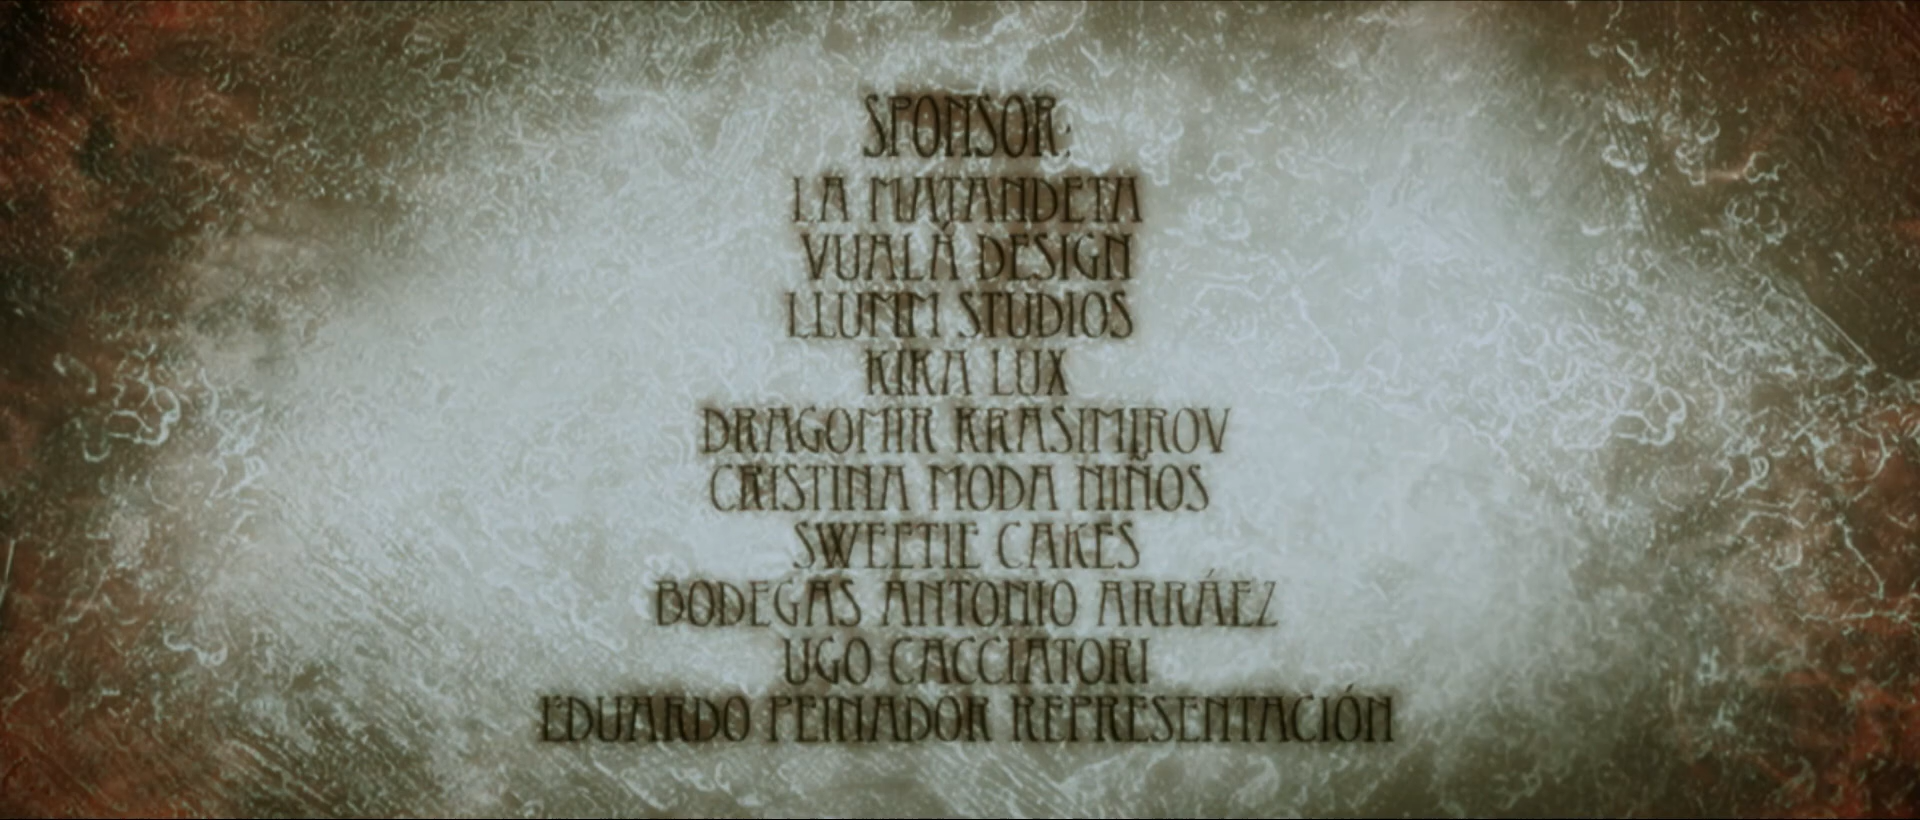 SPONSOR:
LA MATANDETA
VUALÁ DESIGN
LLUMM STUDIOS
KIKA LUX
DRAGOMIR KRASIMIROV
CRISTINA MODA NIÑOS
SWEETIE CAKES
BODEGAS ANTONIO ARRÁEZ
UGO CACCIATORI
EDUARDO PEINADOR REPRESENTACIÓN